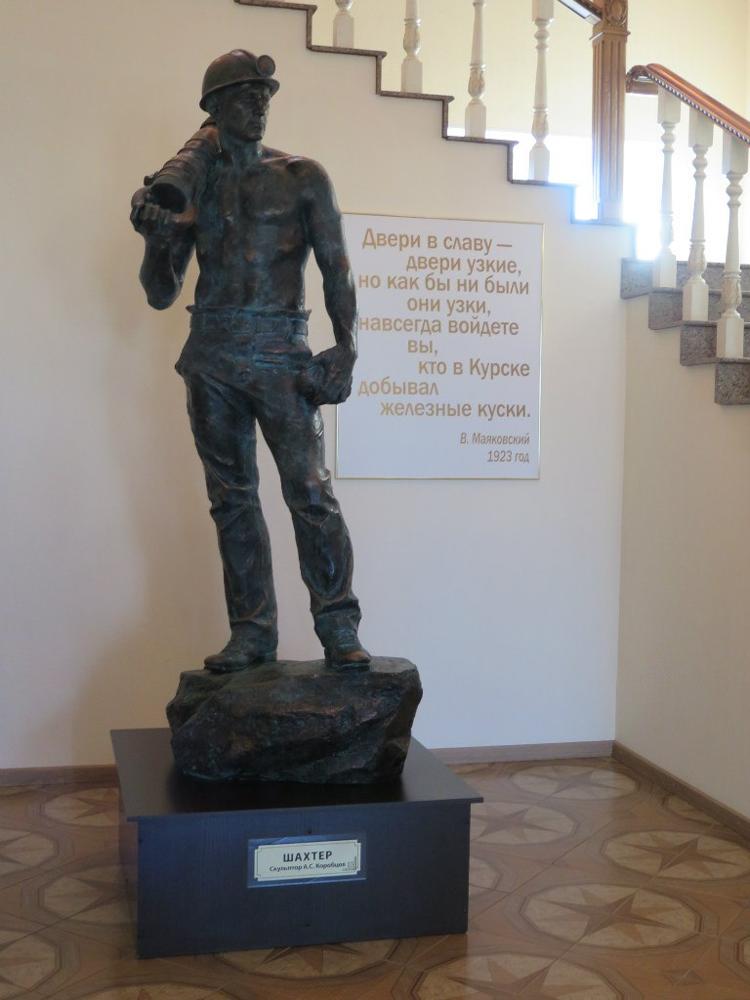 Двери в славу —
двери узкие,
но как бы ни были
они узки,
навсегда войдете
вы,
кто в Курске
добывал
железные куски.
В. Маяковский
1923 год
ШАХТЕР
Скульптор А.С. Коробцов